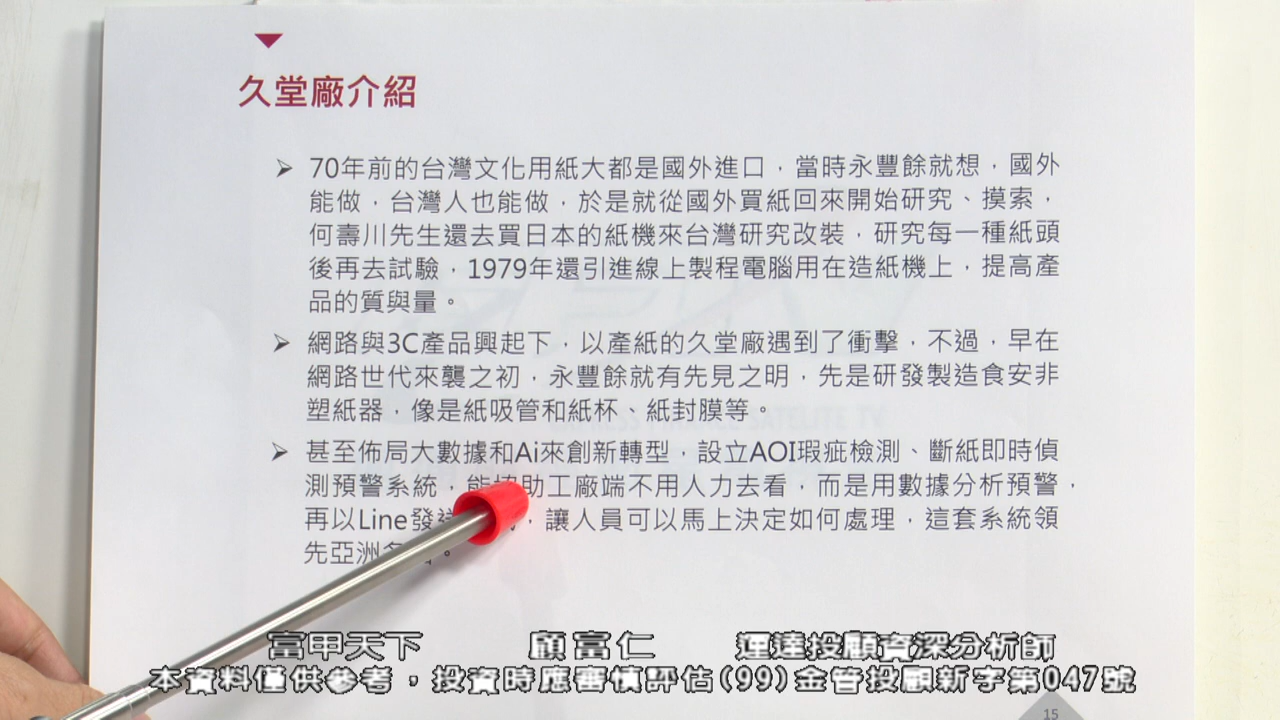 久堂廠介紹
➢ 70年前的台灣文化用紙大都是國外進口，當時永豐餘就想，國外
能做，台灣人也能做，於是就從國外買紙回來開始研究、摸索，
何壽川先生還去買日本的紙機來台灣研究改裝，研究每一種紙頭
後再去試驗，1979年還引進線上製程電腦用在造紙機上，提高產
品的質與量。
➢ 網路與3C產品興起下，以產紙的久堂廠遇到了衝擊，不過，早在
網路世代來襲之初，永豐餘就有先見之明，先是研發製造食安非
塑紙器，像是紙吸管和紙杯、紙封膜等。
➢ 甚至佈局大數據和Ai來創新轉型，設立AOI瑕疵檢測、斷紙即時偵
測預警系統，能協助工廠端不用人力去看，而是用數據分析預警，
再以Line發送，讓人員可以馬上決定如何處理，這套系統領
先亞洲。
富甲天下 顧富仁 運達投顧資深分析師
本資料僅供參考，投資時應審慎評估(99)金管投顧新字第047號
15